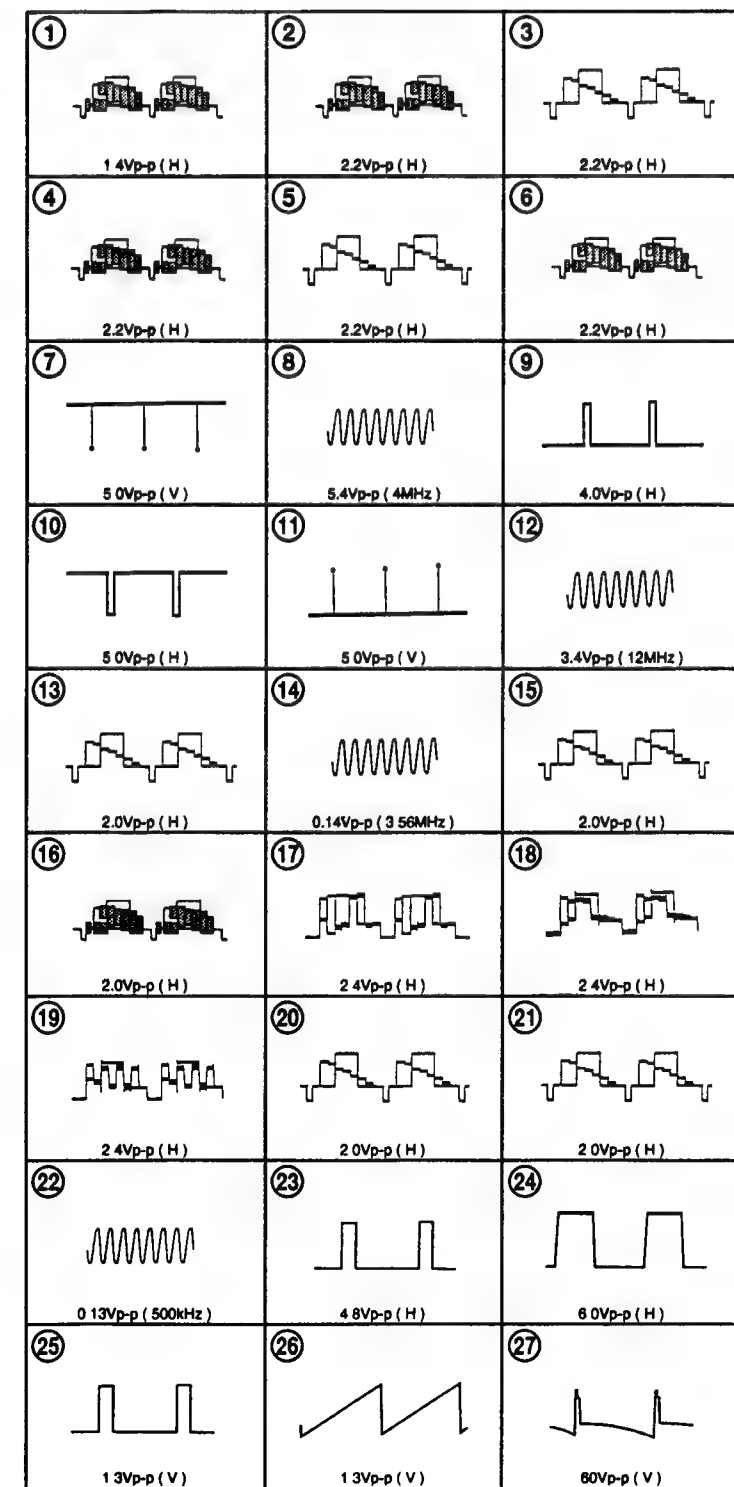 ① ② ③
1 4Vp-p ( H ) 2.2Vp-p ( H ) 2.2Vp-p ( H )
④ ⑤ ⑥
2.2Vp-p ( H ) 2.2Vp-p ( H ) 2.2Vp-p ( H )
⑦ ⑧ ⑨
5 0Vp-p ( V ) 5.4Vp-p ( 4MHz ) 4.0Vp-p ( H )
⑩ ⑪ ⑫
5 0Vp-p ( H ) 5 0Vp-p ( V ) 3.4Vp-p ( 12MHz )
⑬ ⑭ ⑮
2.0Vp-p ( H ) 0.14Vp-p ( 3 56MHz ) 2.0Vp-p ( H )
⑯ ⑰ ⑱
2.0Vp-p ( H ) 2 4Vp-p ( H ) 2 4Vp-p ( H )
⑲ ⑳ ㉑
2 4Vp-p ( H ) 2 0Vp-p ( H ) 2 0Vp-p ( H )
㉒ ㉓ ㉔
0 13Vp-p ( 500kHz ) 4 8Vp-p ( H ) 6 0Vp-p ( H )
㉕ ㉖ ㉗
1 3Vp-p ( V ) 1 3Vp-p ( V ) 60Vp-p ( V )